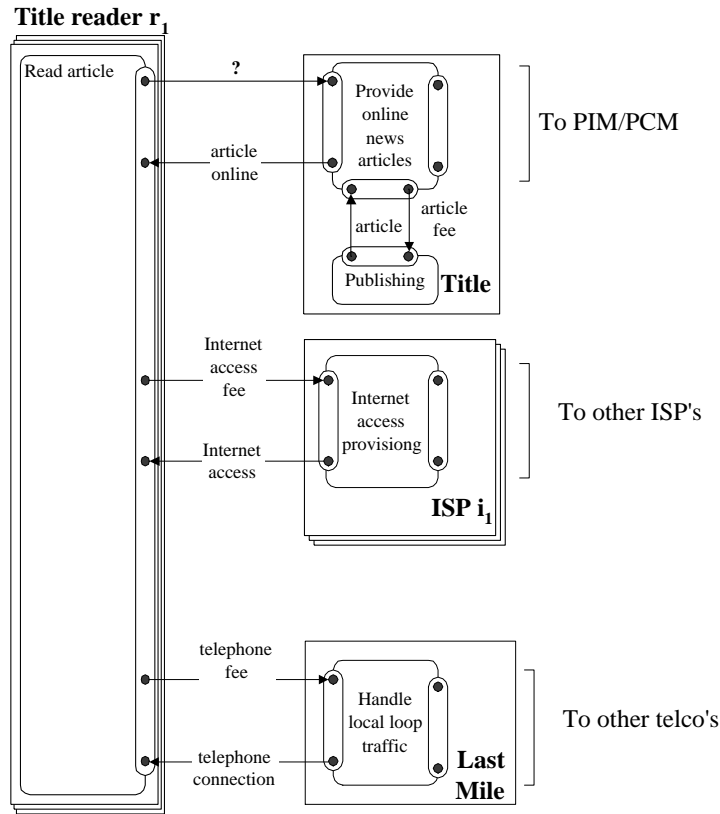 Title reader r1
Read article
?
Provide
online
news
articles
To PIM/PCM
article
online
article
article
fee
Publishing
Title
Internet
access
fee
Internet
access
provisiong
To other ISP's
Internet
access
ISP i1
telephone
fee
Handle
local loop
traffic
To other telco's
telephone
connection
Last
Mile